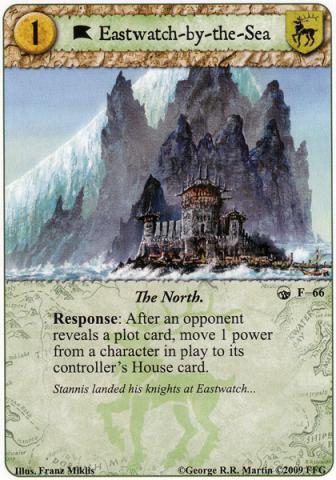 1 Eastwatch-by-the-Sea
The North.
F 66
Response: After an opponent
reveals a plot card, move 1 power
from a character in play to its
controller's House card.
Stannis landed his knights at Eastwatch...
Illus. Franz Miklis ©George R.R. Martin ©2009 FFG